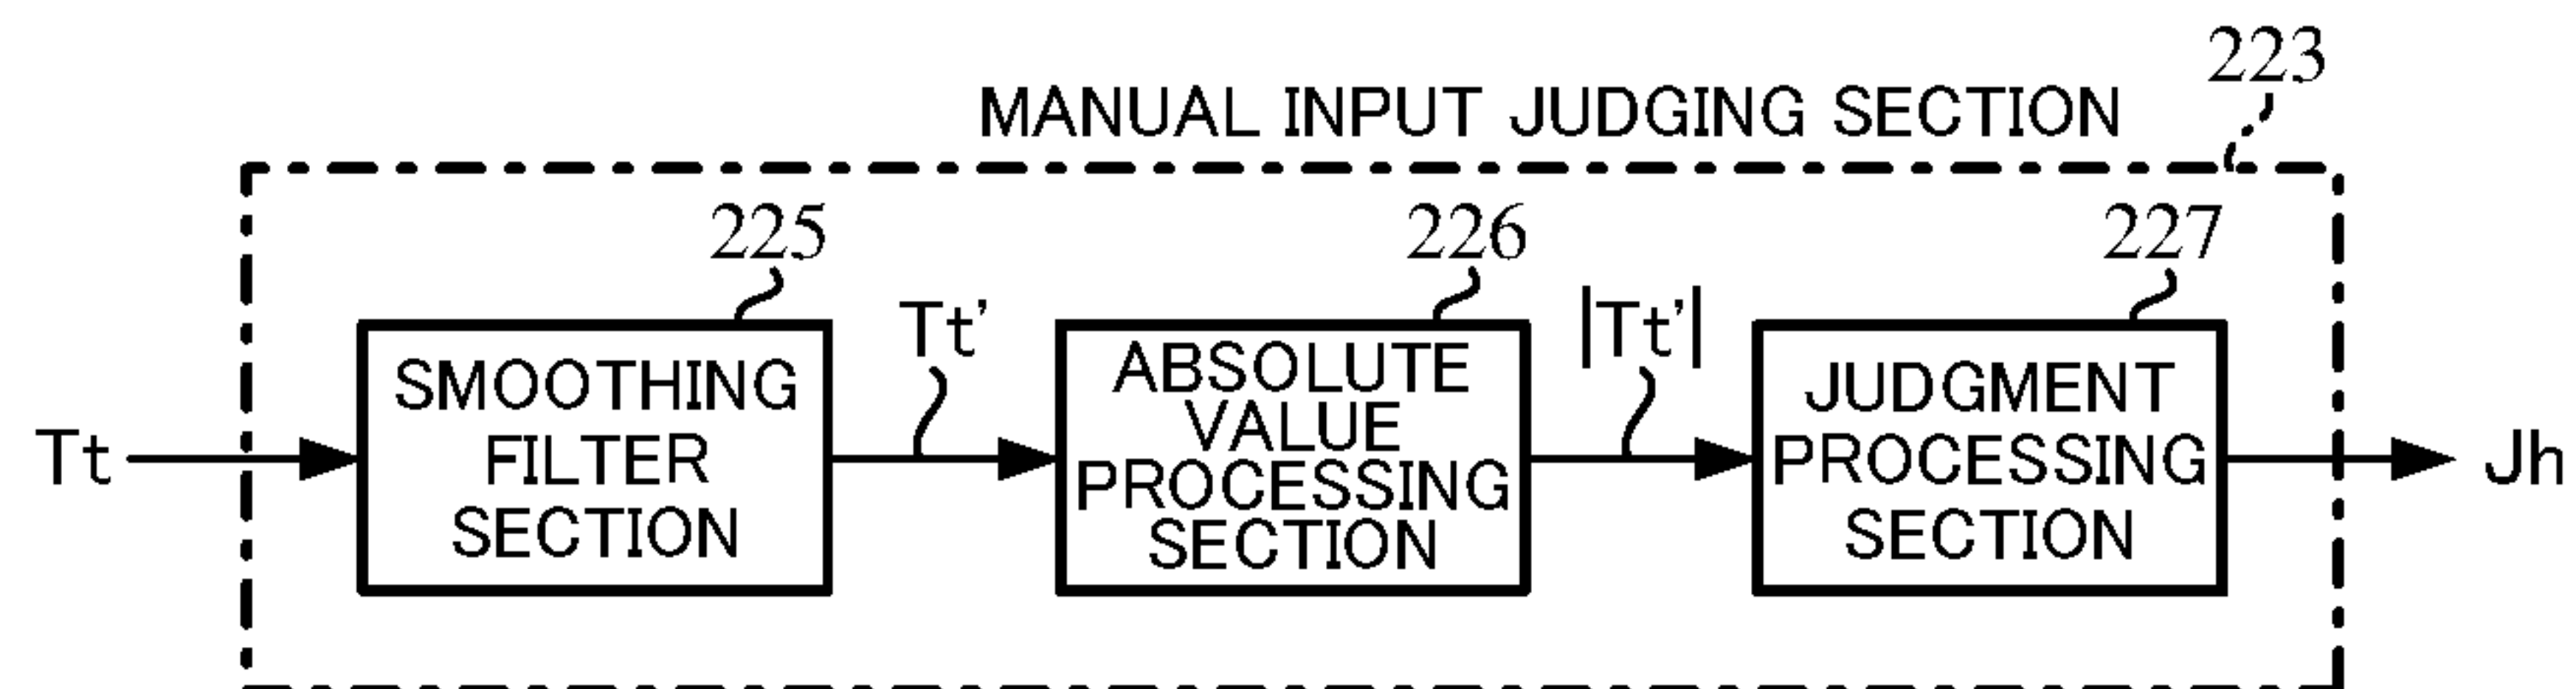 223
MANUAL INPUT JUDGING SECTION
225
226
227
Tt
SMOOTHING
FILTER
SECTION
Tt'
ABSOLUTE
VALUE
PROCESSING
SECTION
|Tt'|
JUDGMENT
PROCESSING
SECTION
Jh